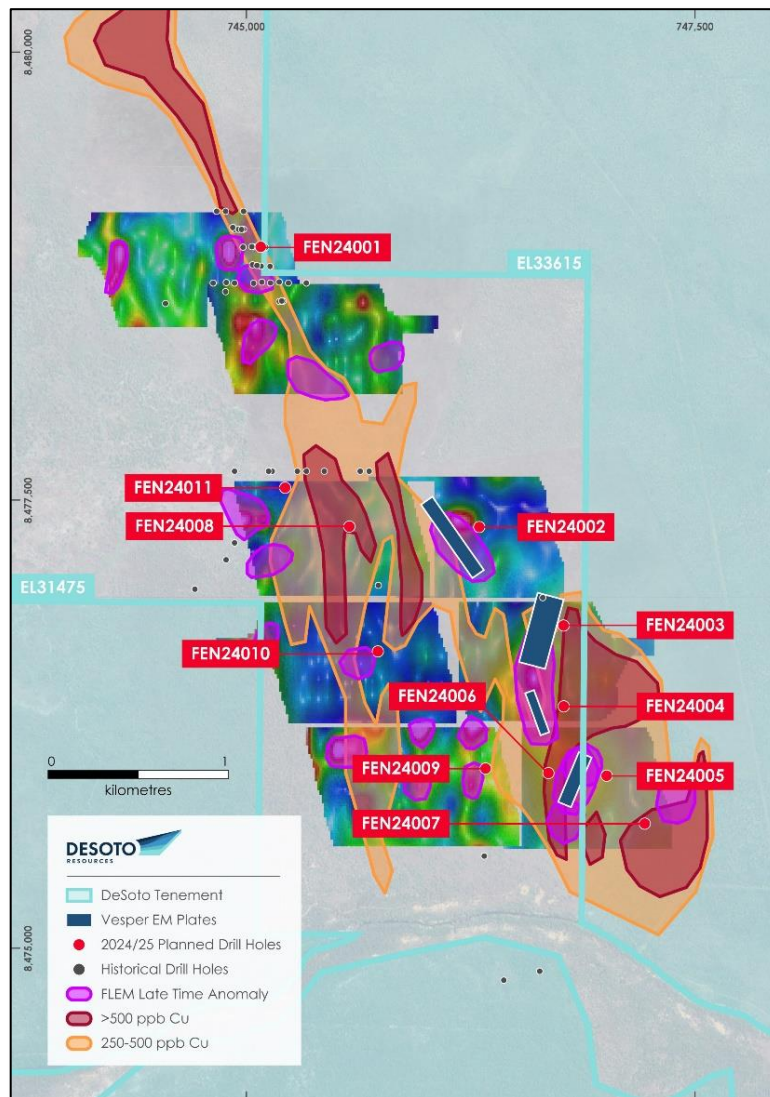 745,000
747,500
8,480,000
FEN24001
EL33615
8,477,500
FEN24011
FEN24008
FEN24002
EL31475
FEN24003
FEN24010
FEN24006
FEN24004
FEN24009
FEN24005
FEN24007
0
1
kilometres
8,475,000
DESOTO
RESOURCES
DeSoto Tenement
Vesper EM Plates
2024/25 Planned Drill Holes
Historical Drill Holes
FLEM Late Time Anomaly
>500 ppb Cu
250-500 ppb Cu